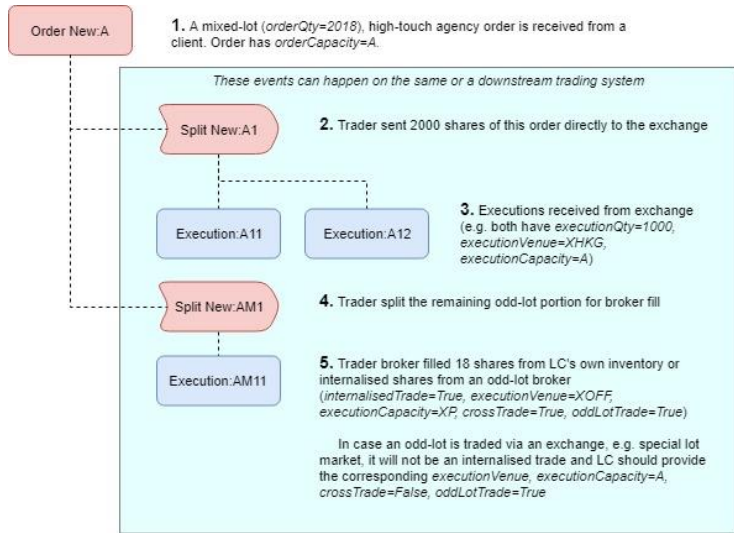 Order New:A
1. A mixed-lot (orderQty=2018), high-touch agency order is received from a
client. Order has orderCapacity=A.
These events can happen on the same or a downstream trading system
Split New:A1
2. Trader sent 2000 shares of this order directly to the exchange
Execution:A11
Execution:A12
3. Executions received from exchange
(e.g. both have executionQty=1000,
executionVenue=XHKG,
executionCapacity=A)
Split New:AM1
4. Trader split the remaining odd-lot portion for broker fill
Execution:AM11
5. Trader broker filled 18 shares from LC's own inventory or
internalised shares from an odd-lot broker
(internalisedTrade=True, executionVenue=XOFF,
executionCapacity=XP, crossTrade=True, oddLotTrade=True)
In case an odd-lot is traded via an exchange, e.g. special lot
market, it will not be an internalised trade and LC should provide
the corresponding executionVenue, executionCapacity=A,
crossTrade=False, oddLotTrade=True